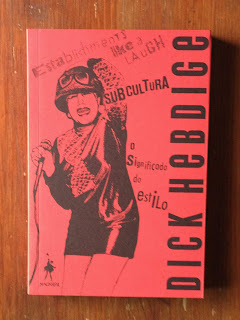 EstabLishments
like a
LAUGH
SUBCULTURA
o
significado
do
estilo
DICK HEBDIGE